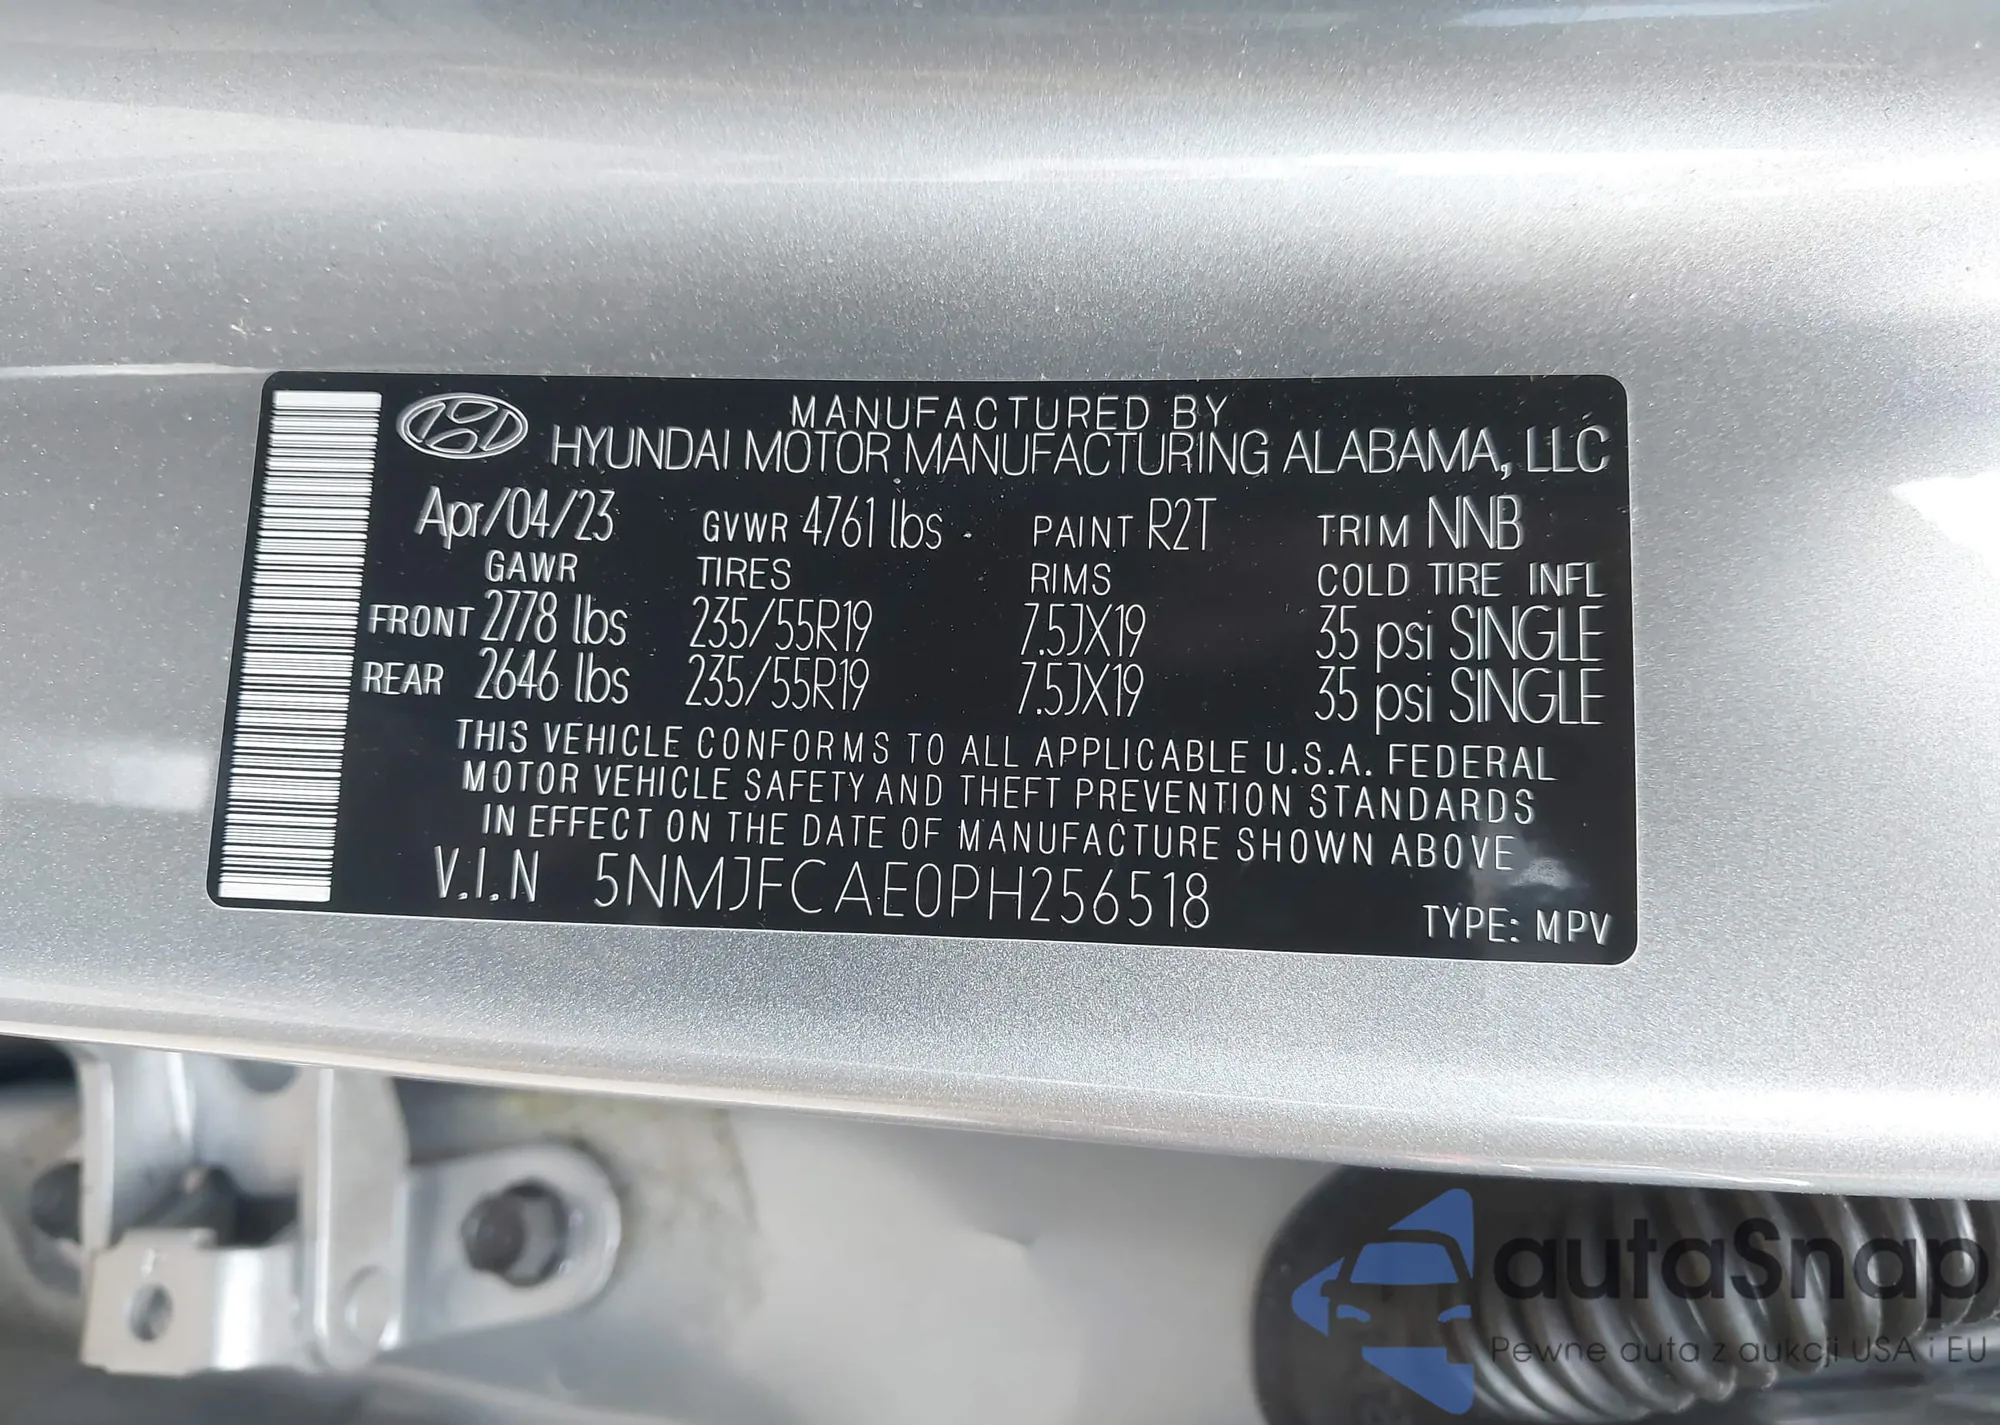 MANUFACTURED BY
HYUNDAI MOTOR MANUFACTURING ALABAMA, LLC
Apr/04/23 GVWR 4761 lbs PAINT R2T TRIM NNB
GAWR TIRES RIMS COLD TIRE INFL
FRONT 2778 lbs 235/55R19 7.5JX19 35 psi SINGLE
REAR 2646 lbs 235/55R19 7.5JX19 35 psi SINGLE
THIS VEHICLE CONFORMS TO ALL APPLICABLE U.S.A. FEDERAL
MOTOR VEHICLE SAFETY AND THEFT PREVENTION STANDARDS
IN EFFECT ON THE DATE OF MANUFACTURE SHOWN ABOVE
V.I.N 5NMJFCAE0PH256518 TYPE: MPV
autaSnap
Pewne auta z aukcji USA i EU